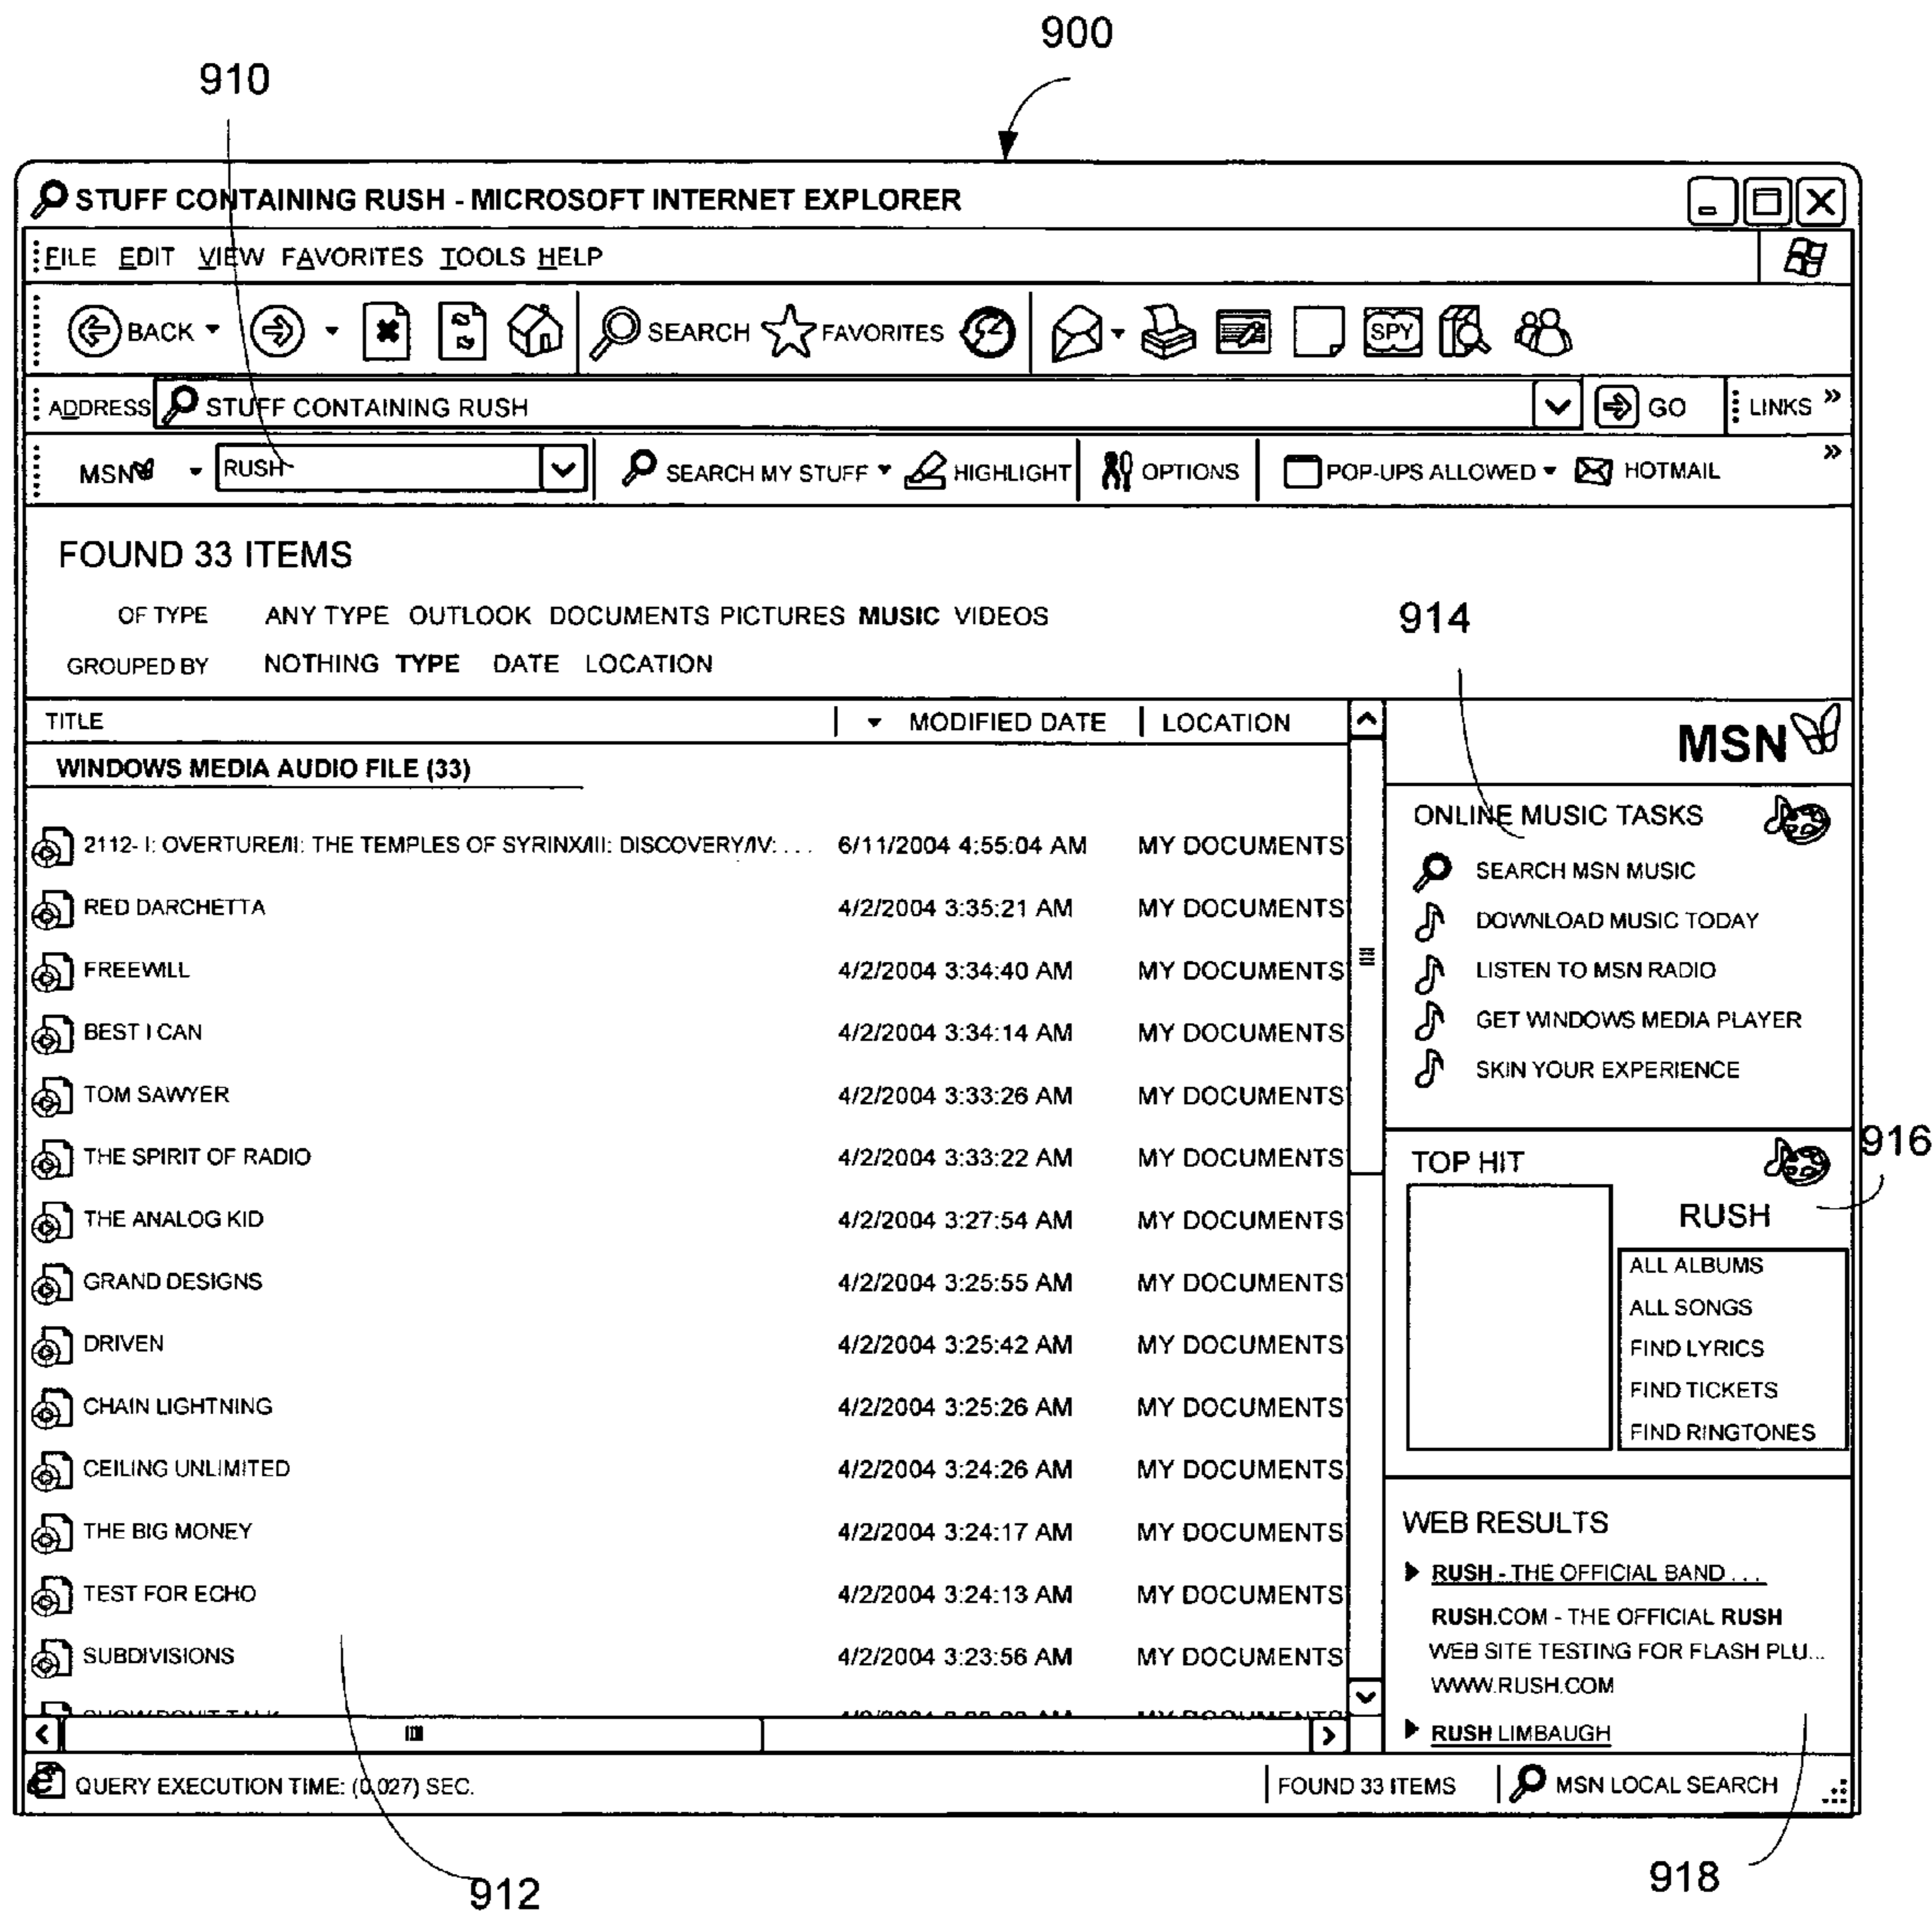 900
910
STUFF CONTAINING RUSH - MICROSOFT INTERNET EXPLORER
FILE EDIT VIEW FAVORITES TOOLS HELP
BACK SEARCH FAVORITES SPY
ADDRESS STUFF CONTAINING RUSH GO LINKS »
MSN RUSH SEARCH MY STUFF HIGHLIGHT OPTIONS POP-UPS ALLOWED HOTMAIL »
FOUND 33 ITEMS
OF TYPE ANY TYPE OUTLOOK DOCUMENTS PICTURES MUSIC VIDEOS
GROUPED BY NOTHING TYPE DATE LOCATION
914
TITLE MODIFIED DATE LOCATION
WINDOWS MEDIA AUDIO FILE (33)
2112- I: OVERTURE/II: THE TEMPLES OF SYRINX/III: DISCOVERY/IV: . . . 6/11/2004 4:55:04 AM MY DOCUMENTS
RED DARCHETTA 4/2/2004 3:35:21 AM MY DOCUMENTS
FREEWILL 4/2/2004 3:34:40 AM MY DOCUMENTS
BEST I CAN 4/2/2004 3:34:14 AM MY DOCUMENTS
TOM SAWYER 4/2/2004 3:33:26 AM MY DOCUMENTS
THE SPIRIT OF RADIO 4/2/2004 3:33:22 AM MY DOCUMENTS
THE ANALOG KID 4/2/2004 3:27:54 AM MY DOCUMENTS
GRAND DESIGNS 4/2/2004 3:25:55 AM MY DOCUMENTS
DRIVEN 4/2/2004 3:25:42 AM MY DOCUMENTS
CHAIN LIGHTNING 4/2/2004 3:25:26 AM MY DOCUMENTS
CEILING UNLIMITED 4/2/2004 3:24:26 AM MY DOCUMENTS
THE BIG MONEY 4/2/2004 3:24:17 AM MY DOCUMENTS
TEST FOR ECHO 4/2/2004 3:24:13 AM MY DOCUMENTS
SUBDIVISIONS 4/2/2004 3:23:56 AM MY DOCUMENTS
MSN
ONLINE MUSIC TASKS
SEARCH MSN MUSIC
DOWNLOAD MUSIC TODAY
LISTEN TO MSN RADIO
GET WINDOWS MEDIA PLAYER
SKIN YOUR EXPERIENCE
916
TOP HIT
RUSH
ALL ALBUMS
ALL SONGS
FIND LYRICS
FIND TICKETS
FIND RINGTONES
WEB RESULTS
RUSH - THE OFFICIAL BAND . . .
RUSH.COM - THE OFFICIAL RUSH
WEB SITE TESTING FOR FLASH PLU...
WWW.RUSH.COM
RUSH LIMBAUGH
QUERY EXECUTION TIME: (0.027) SEC. FOUND 33 ITEMS MSN LOCAL SEARCH
912
918